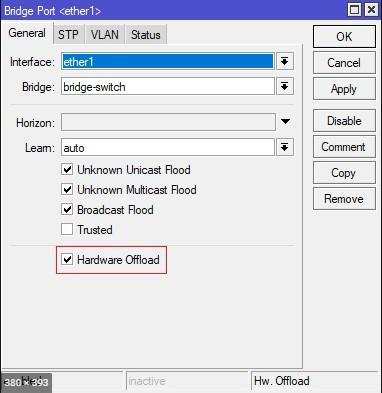 Bridge Port <ether1>
General STP VLAN Status
Interface: ether1
Bridge: bridge-switch
Horizon:
Learn: auto
Unknown Unicast Flood
Unknown Multicast Flood
Broadcast Flood
Trusted
Hardware Offload
OK
Cancel
Apply
Disable
Comment
Copy
Remove
380 × 393
inactive
Hw. Offload